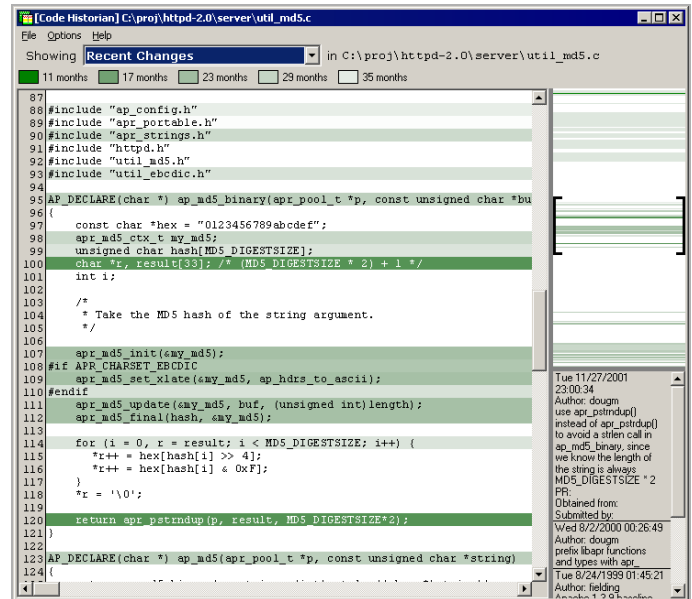 [Code Historian] C:\proj\httpd-2.0\server\util_md5.c
File Options Help
Showing Recent Changes in C:\proj\httpd-2.0\server\util_md5.c
11 months 17 months 23 months 29 months 35 months
87
88 #include "ap_config.h"
89 #include "apr_portable.h"
90 #include "apr_strings.h"
91 #include "httpd.h"
92 #include "util_md5.h"
93 #include "util_ebcdic.h"
94
95 AP_DECLARE(char *) ap_md5_binary(apr_pool_t *p, const unsigned char *bu
96 {
97     const char *hex = "0123456789abcdef";
98     apr_md5_ctx_t my_md5;
99     unsigned char hash[MD5_DIGESTSIZE];
100     char *r, result[33]; /* (MD5_DIGESTSIZE * 2) + 1 */
101     int i;
102
103     /*
104      * Take the MD5 hash of the string argument.
105      */
106
107     apr_md5_init(&my_md5);
108 #if APR_CHARSET_EBCDIC
109     apr_md5_set_xlate(&my_md5, ap_hdrs_to_ascii);
110 #endif
111     apr_md5_update(&my_md5, buf, (unsigned int)length);
112     apr_md5_final(hash, &my_md5);
113
114     for (i = 0, r = result; i < MD5_DIGESTSIZE; i++) {
115       *r++ = hex[hash[i] >> 4];
116       *r++ = hex[hash[i] & 0xF];
117     }
118     *r = '\0';
119
120     return apr_pstrndup(p, result, MD5_DIGESTSIZE*2);
121 }
122
123 AP_DECLARE(char *) ap_md5(apr_pool_t *p, const unsigned char *string)
124 {
Tue 11/27/2001
23:00:34
Author: dougm
use apr_pstrndup()
instead of apr_pstrdup()
to avoid a strlen call in
ap_md5_binary, since
we know the length of
the string is always
MD5_DIGESTSIZE * 2
PR:
Obtained from:
Submitted by:
Wed 8/2/2000 00:26:49
Author: dougm
prefix libapr functions
and types with apr_
Tue 8/24/1999 01:45:21
Author: fielding
Apache 1.3.9 baseline